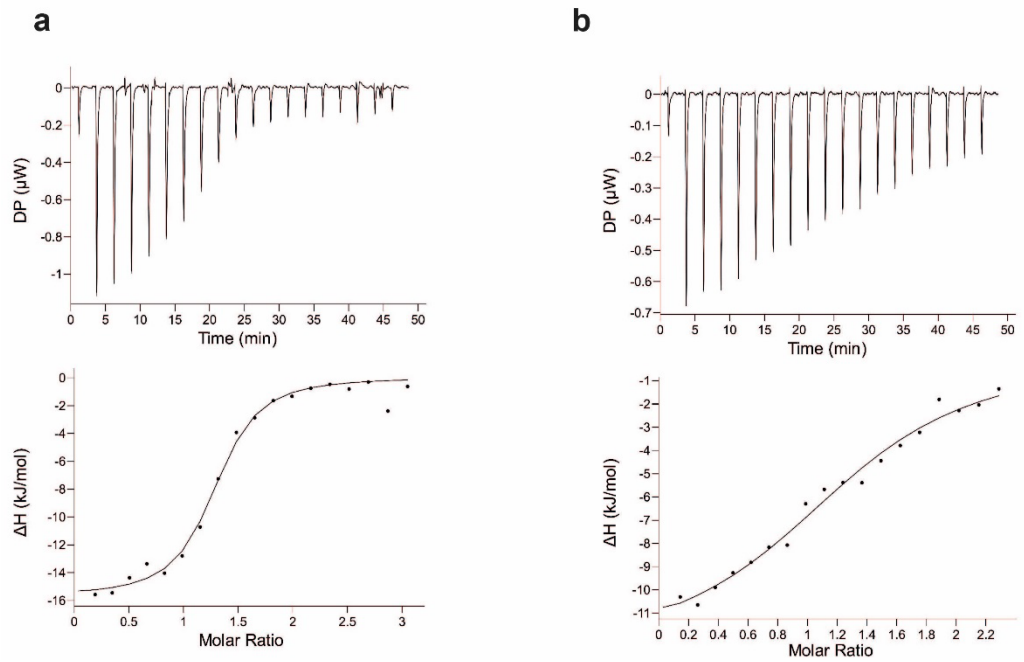 a
b
0
-0.2
-0.4
-0.6
-0.8
-1
DP (µW)
0 5 10 15 20 25 30 35 40 45 50
Time (min)
0
-0.1
-0.2
-0.3
-0.4
-0.5
-0.6
-0.7
DP (µW)
0 5 10 15 20 25 30 35 40 45 50
Time (min)
0
-2
-4
-6
-8
-10
-12
-14
-16
ΔH (kJ/mol)
0 0.5 1 1.5 2 2.5 3
Molar Ratio
-1
-2
-3
-4
-5
-6
-7
-8
-9
-10
-11
ΔH (kJ/mol)
0 0.2 0.4 0.6 0.8 1 1.2 1.4 1.6 1.8 2 2.2
Molar Ratio